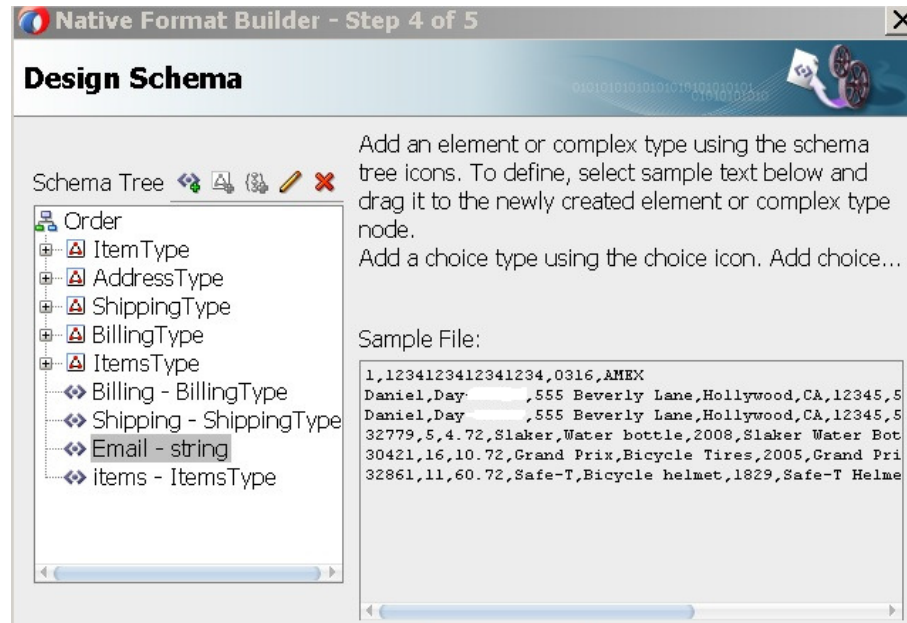 Native Format Builder - Step 4 of 5
Design Schema
Schema Tree
Order
ItemType
AddressType
ShippingType
BillingType
ItemsType
Billing - BillingType
Shipping - ShippingType
Email - string
items - ItemsType
Add an element or complex type using the schema
tree icons. To define, select sample text below and
drag it to the newly created element or complex type
node.
Add a choice type using the choice icon. Add choice...
Sample File:
1,1234123412341234,0316,AMEX
Daniel,Day ,555 Beverly Lane,Hollywood,CA,12345,5
Daniel,Day ,555 Beverly Lane,Hollywood,CA,12345,5
32779,5,4.72,Slaker,Water bottle,2008,Slaker Water Bot
30421,16,10.72,Grand Prix,Bicycle Tires,2005,Grand Pri
32861,11,60.72,Safe-T,Bicycle helmet,1829,Safe-T Helme